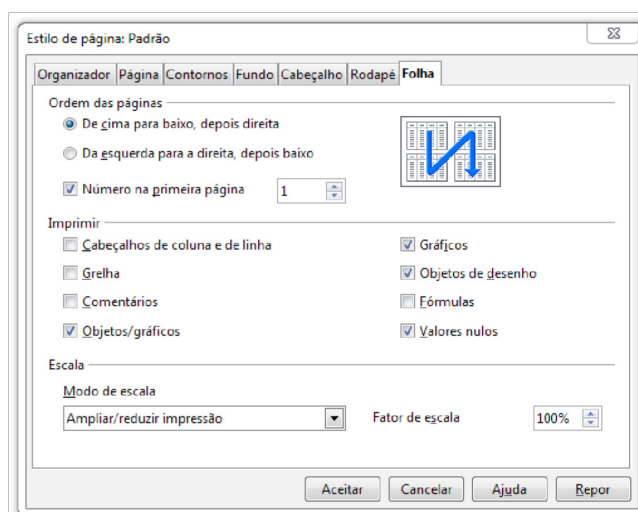 Estilo de página: Padrão
Organizador Página Contornos Fundo Cabeçalho Rodapé Folha
Ordem das páginas
De cima para baixo, depois direita
Da esquerda para a direita, depois baixo
Número na primeira página 1
Imprimir
Cabeçalhos de coluna e de linha Gráficos
Grelha Objetos de desenho
Comentários Fórmulas
Objetos/gráficos Valores nulos
Escala
Modo de escala
Ampliar/reduzir impressão Fator de escala 100%
Aceitar Cancelar Ajuda Repor